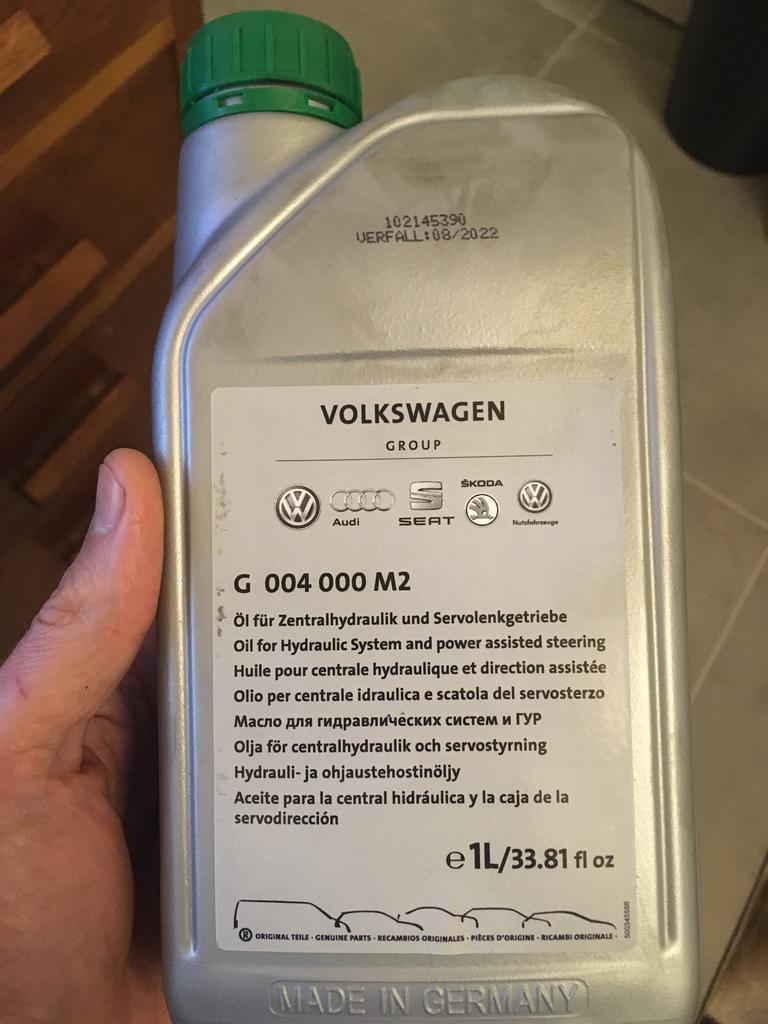 102145390
VERFALL:08/2022
VOLKSWAGEN
GROUP
ŠKODA
Audi SEAT Nutzfahrzeuge
G 004 000 M2
Öl für Zentralhydraulik und Servolenkgetriebe
Oil for Hydraulic System and power assisted steering
Huile pour centrale hydraulique et direction assistée
Olio per centrale idraulica e scatola del servosterzo
Масло для гидравлических систем и ГУР
Olja för centralhydraulik och servostyrning
Hydrauli- ja ohjaustehostinöljy
Aceite para la central hidráulica y la caja de la
servodirección
e 1L/33.81 fl oz
® ORIGINAL TEILE · GENUINE PARTS · RECAMBIOS ORIGINALES · PIÈCES D'ORIGINE · RICAMBI ORIGINALE ·
MADE IN GERMANY